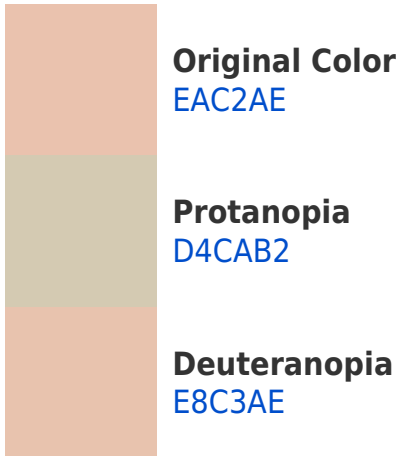 Original Color
EAC2AE
Protanopia
D4CAB2
Deuteranopia
E8C3AE